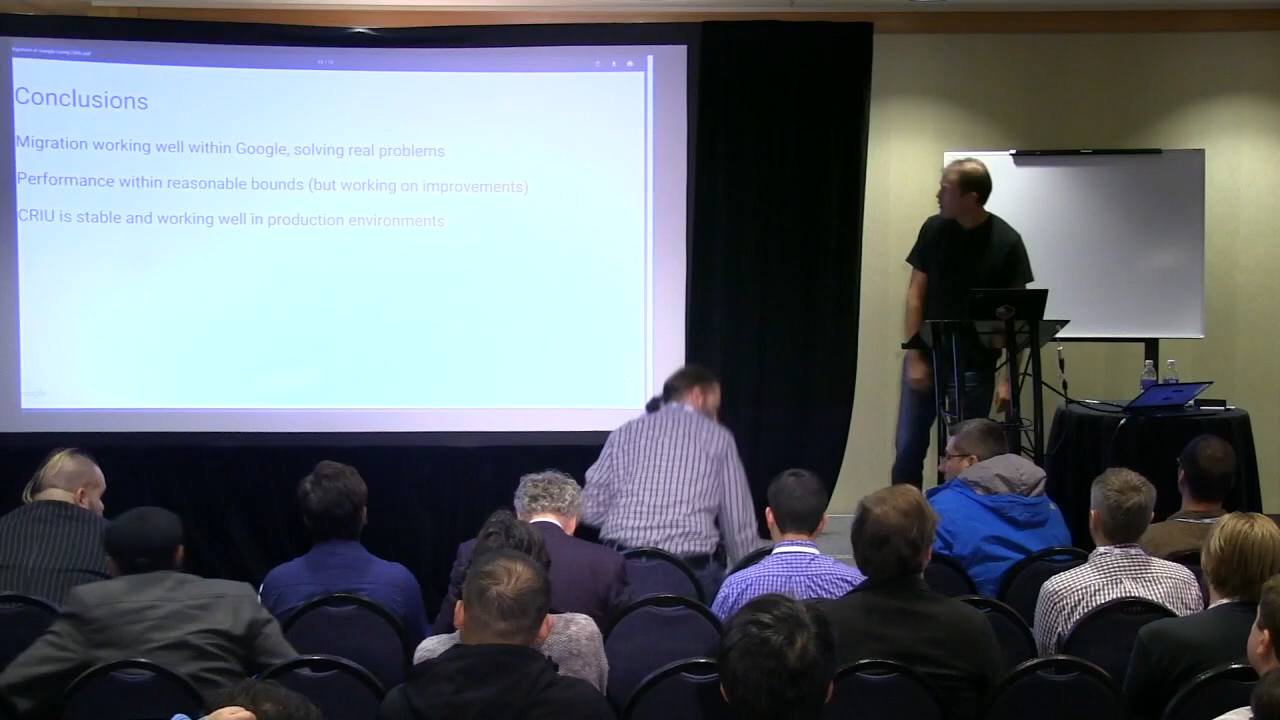 Conclusions
Migration working well within Google, solving real problems
Performance within reasonable bounds (but working on improvements)
CRIU is stable and working well in production environments